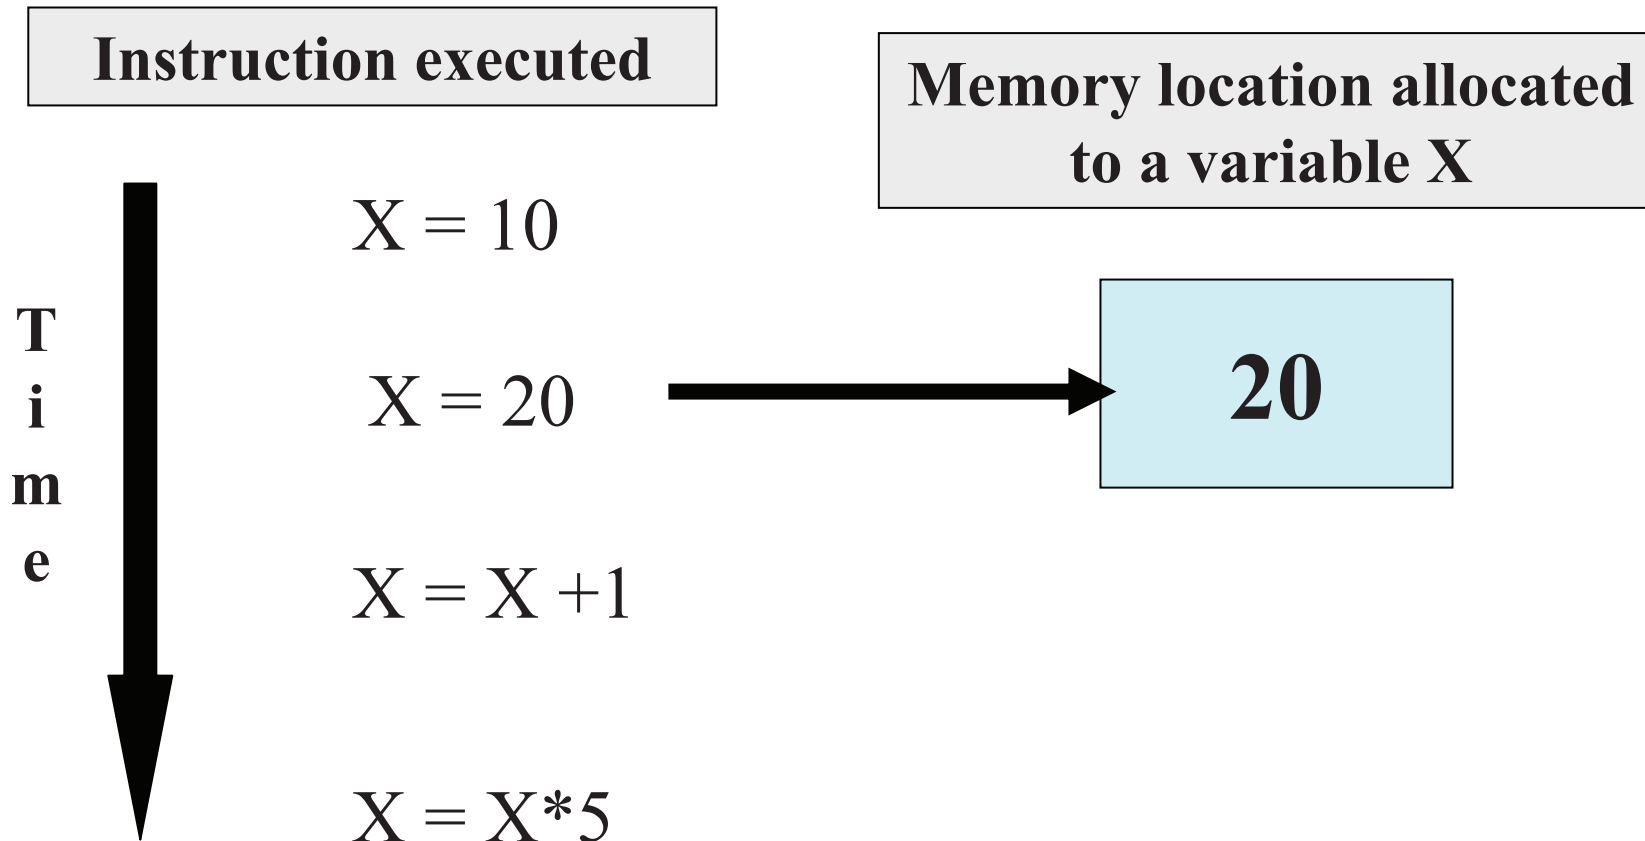 Instruction executed
Memory location allocated
to a variable X
T
i
m
e
X = 10
X = 20
20
X = X +1
X = X*5